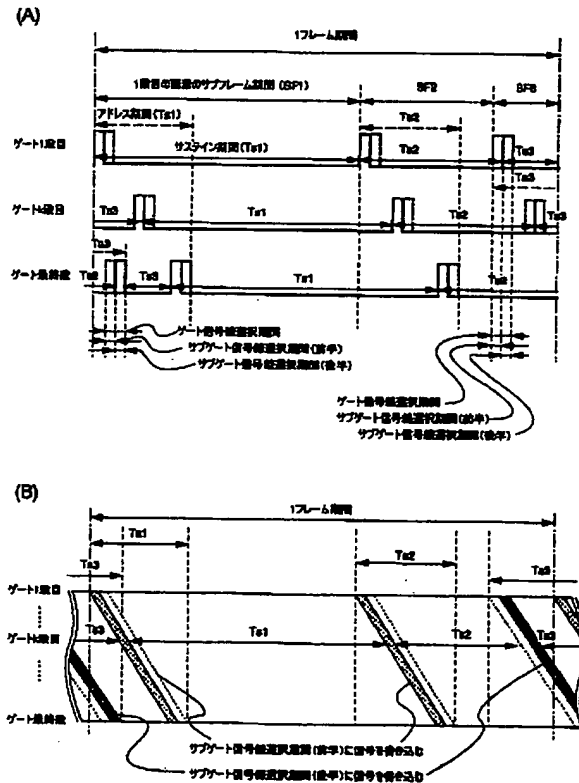 (A)
1フレーム期間
1段目の画素のサブフレーム期間(SF1)
SF2
SF3
アドレス期間(Ta1)
Ta2
ゲート1段目
サステイン期間(Ts1)
Ts2
Ts3
Ta3
ゲートk段目
Ts3
Ts1
Ts2
Ts3
Ta3
ゲート最終段
Ts2
Ts3
Ts1
Ts2
ゲート信号線選択期間
サブゲート信号線選択期間(前半)
サブゲート信号線選択期間(後半)
ゲート信号線選択期間
サブゲート信号線選択期間(前半)
サブゲート信号線選択期間(後半)
(B)
1フレーム期間
Ta1
Ta3
Ta2
Ta3
ゲート1段目
ゲートk段目
Ts3
Ts1
Ts2
Ts3
ゲート最終段
サブゲート信号線選択期間(前半)に信号を書き込む
サブゲート信号線選択期間(後半)に信号を書き込む